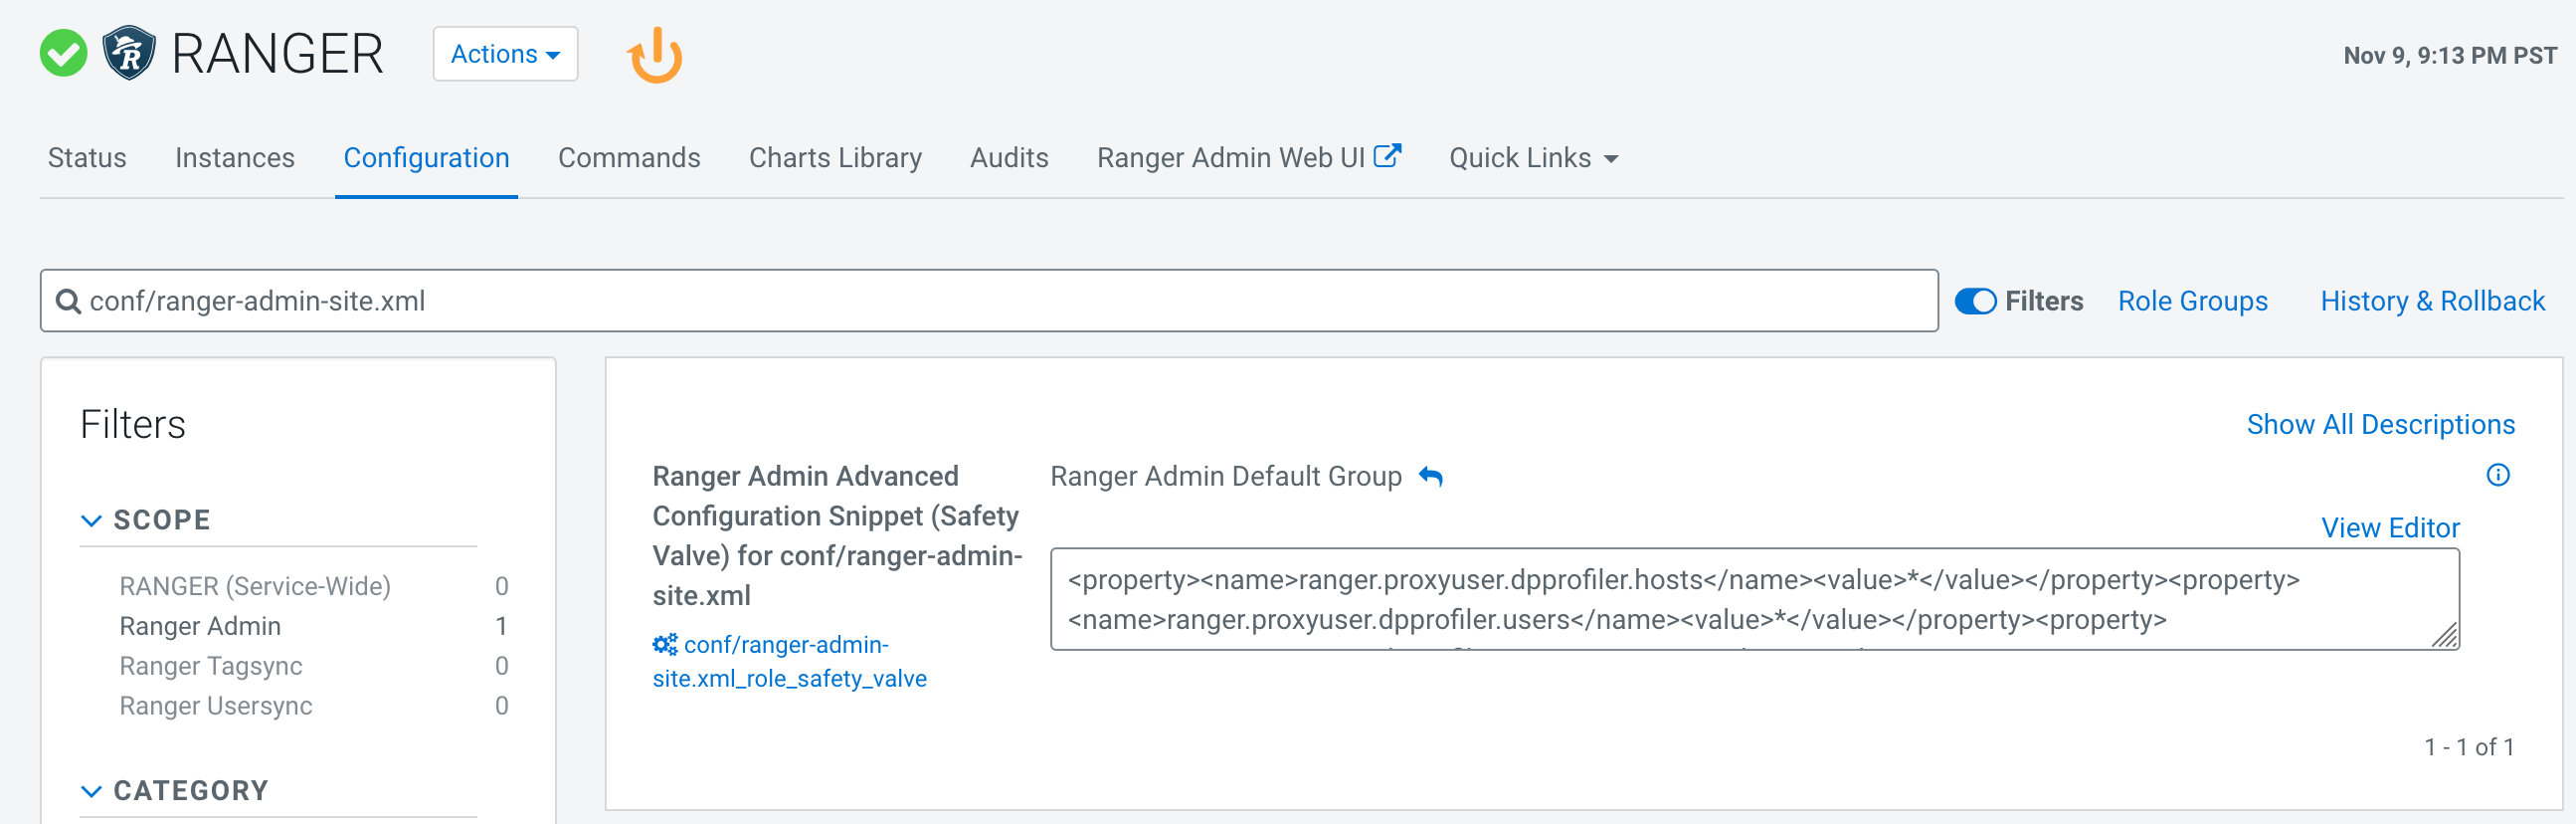 RANGER
Actions
Nov 9, 9:13 PM PST
Status Instances Configuration Commands Charts Library Audits Ranger Admin Web UI Quick Links
conf/ranger-admin-site.xml
Filters Role Groups History & Rollback
Filters
SCOPE
RANGER (Service-Wide) 0
Ranger Admin 1
Ranger Tagsync 0
Ranger Usersync 0
CATEGORY
Show All Descriptions
Ranger Admin Advanced
Configuration Snippet (Safety
Valve) for conf/ranger-admin-
site.xml
conf/ranger-admin-
site.xml_role_safety_valve
Ranger Admin Default Group
View Editor
<property><name>ranger.proxyuser.dpprofiler.hosts</name><value>*</value></property><property>
<name>ranger.proxyuser.dpprofiler.users</name><value>*</value></property><property>
1 - 1 of 1